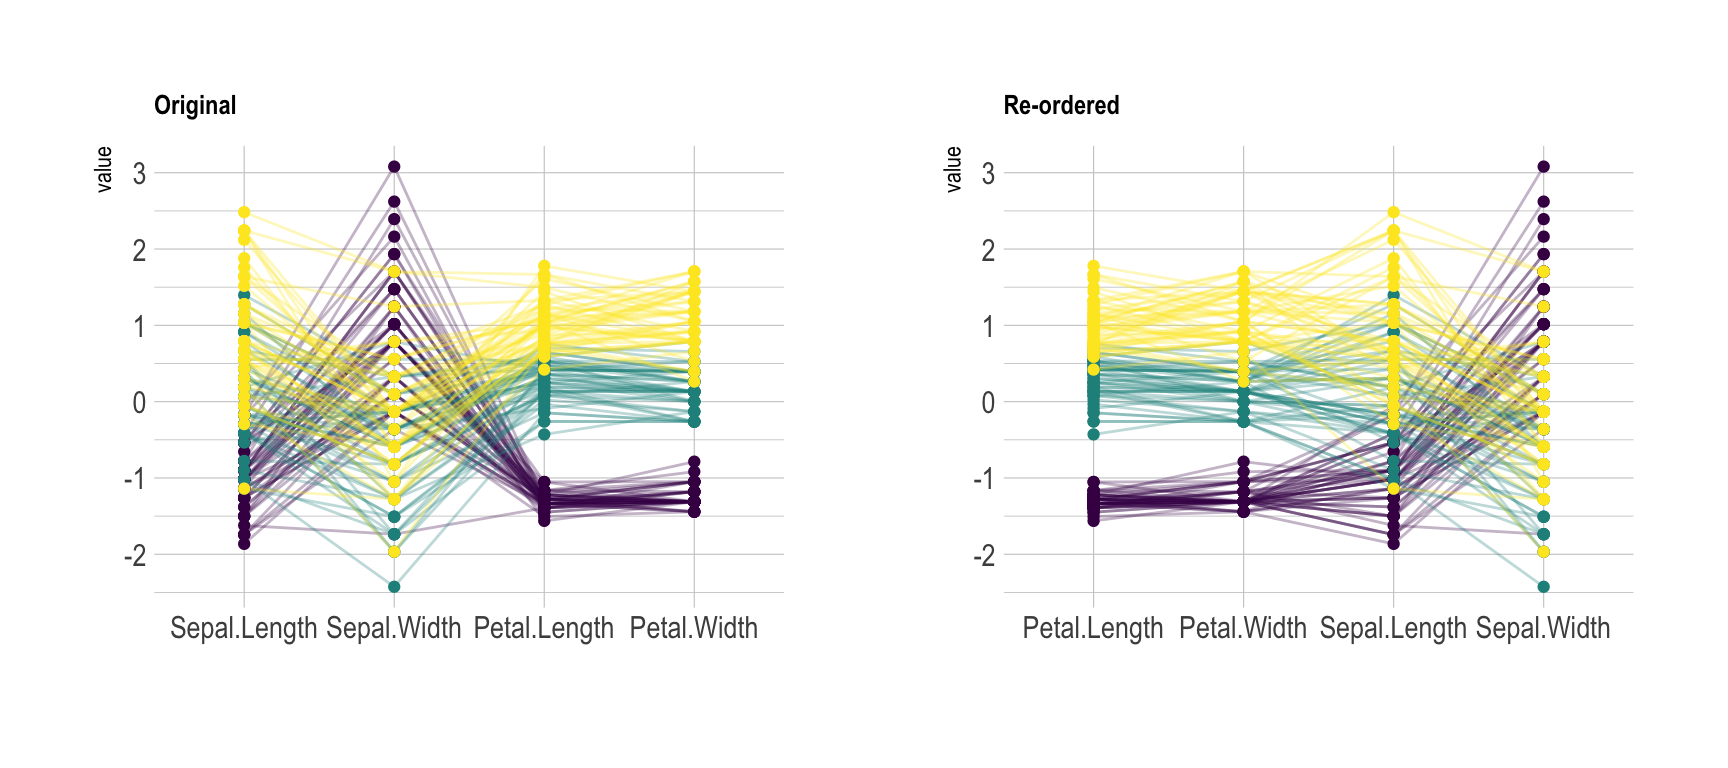 Original
value
3
2
1
0
-1
-2
Sepal.Length Sepal.Width Petal.Length Petal.Width
Re-ordered
value
3
2
1
0
-1
-2
Petal.Length Petal.Width Sepal.Length Sepal.Width